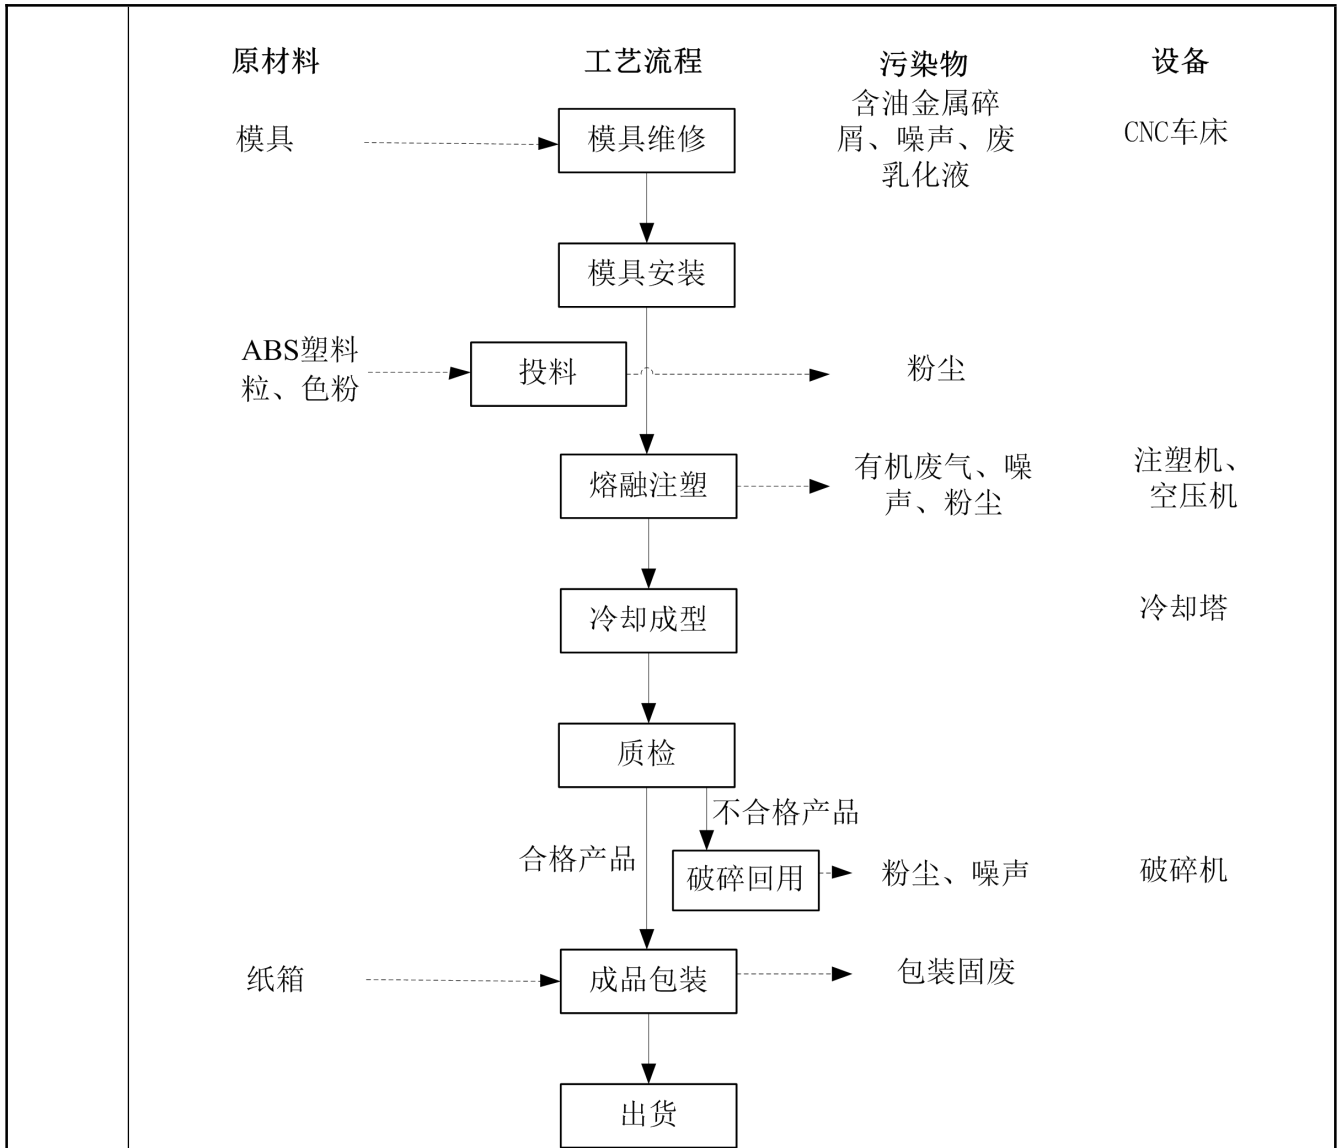 原材料
工艺流程
污染物
设备
模具
模具维修
含油金属碎
屑、噪声、废
乳化液
CNC车床
模具安装
ABS塑料
粒、色粉
投料
粉尘
熔融注塑
有机废气、噪
声、粉尘
注塑机、
空压机
冷却成型
冷却塔
质检
不合格产品
合格产品
破碎回用
粉尘、噪声
破碎机
纸箱
成品包装
包装固废
出货